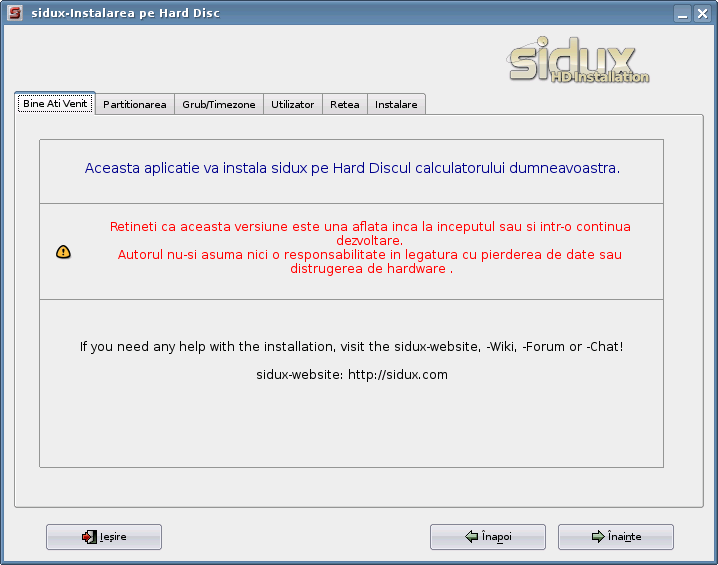 sidux-Instalarea pe Hard Disc
sidux
HD-Installation
Bine Ati Venit
Partitionarea
Grub/Timezone
Utilizator
Retea
Instalare
Aceasta aplicatie va instala sidux pe Hard Discul calculatorului dumneavoastra.
Retineti ca aceasta versiune este una aflata inca la inceputul sau si intr-o continua
dezvoltare.
Autorul nu-si asuma nici o responsabilitate in legatura cu pierderea de date sau
distrugerea de hardware .
If you need any help with the installation, visit the sidux-website, -Wiki, -Forum or -Chat!
sidux-website: http://sidux.com
Ieşire
Înapoi
Înainte